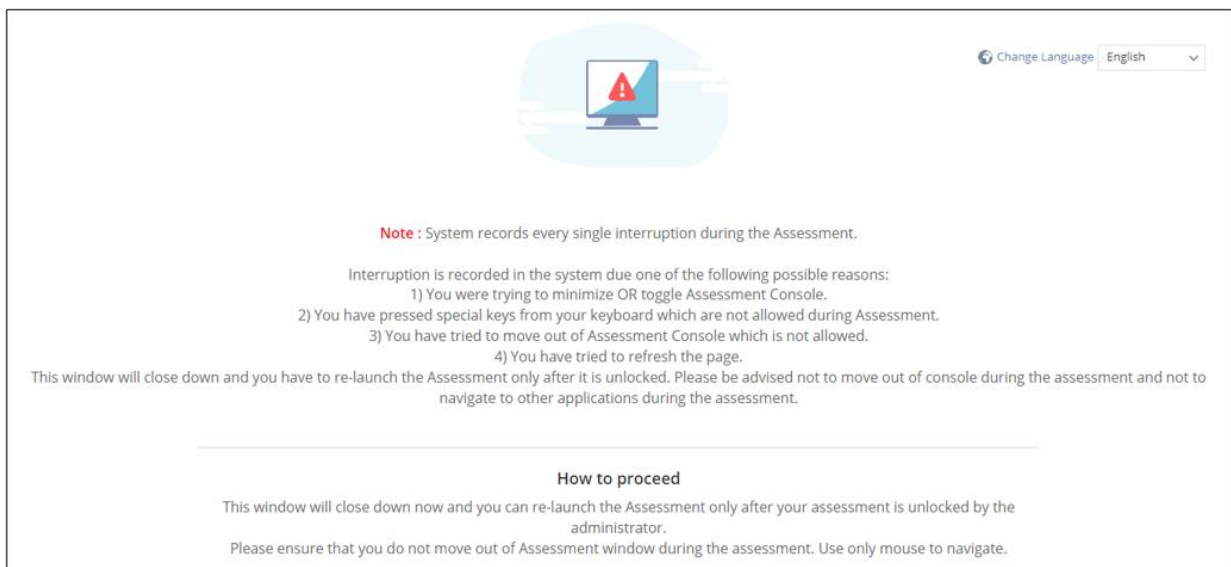 Change Language English
Note : System records every single interruption during the Assessment.
Interruption is recorded in the system due one of the following possible reasons:
1) You were trying to minimize OR toggle Assessment Console.
2) You have pressed special keys from your keyboard which are not allowed during Assessment.
3) You have tried to move out of Assessment Console which is not allowed.
4) You have tried to refresh the page.
This window will close down and you have to re-launch the Assessment only after it is unlocked. Please be advised not to move out of console during the assessment and not to
navigate to other applications during the assessment.
How to proceed
This window will close down now and you can re-launch the Assessment only after your assessment is unlocked by the
administrator.
Please ensure that you do not move out of Assessment window during the assessment. Use only mouse to navigate.